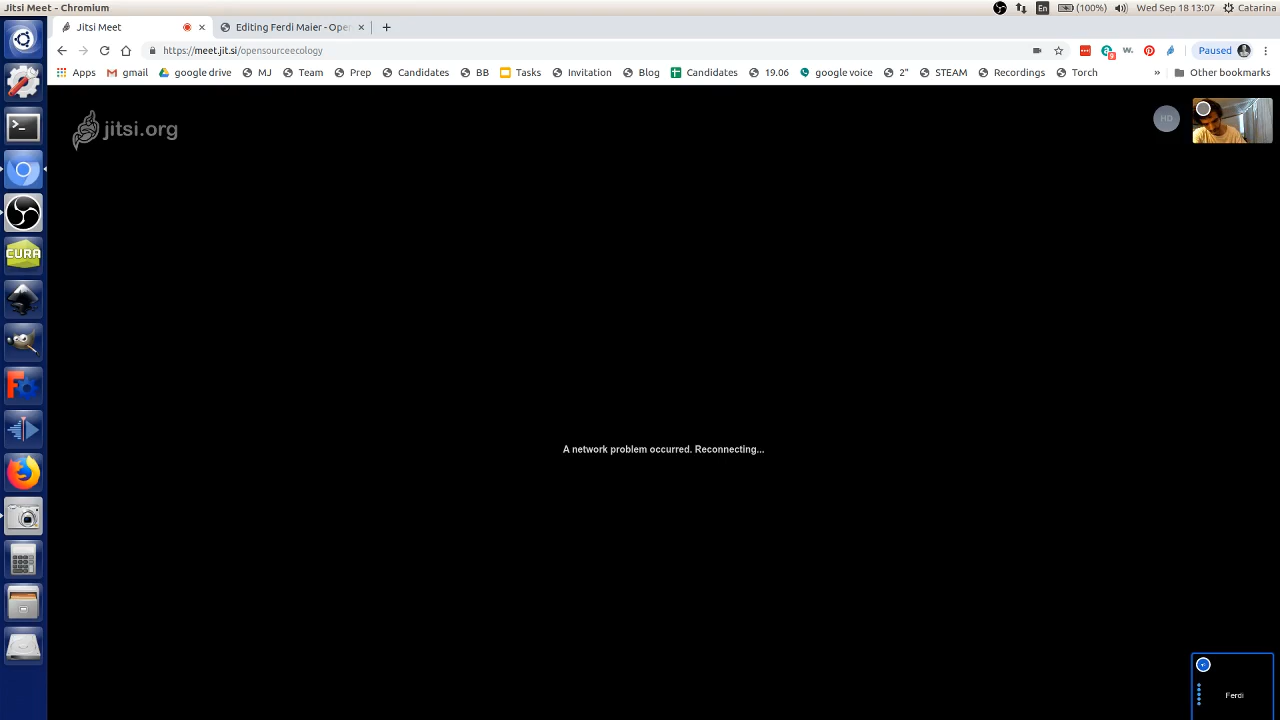 Jitsi Meet - Chromium
En
(100%)
Wed Sep 18 13:07
Catarina
Jitsi Meet
Editing Ferdi Maier - Ope
https://meet.jit.si/opensourceecology
9
W.
Paused
Apps
gmail
google drive
MJ
Team
Prep
Candidates
BB
Tasks
Invitation
Blog
Candidates
19.06
google voice
2"
STEAM
Recordings
Torch
»
Other bookmarks
jitsi.org
HD
>_
CURA
A network problem occurred. Reconnecting...
Ferdi